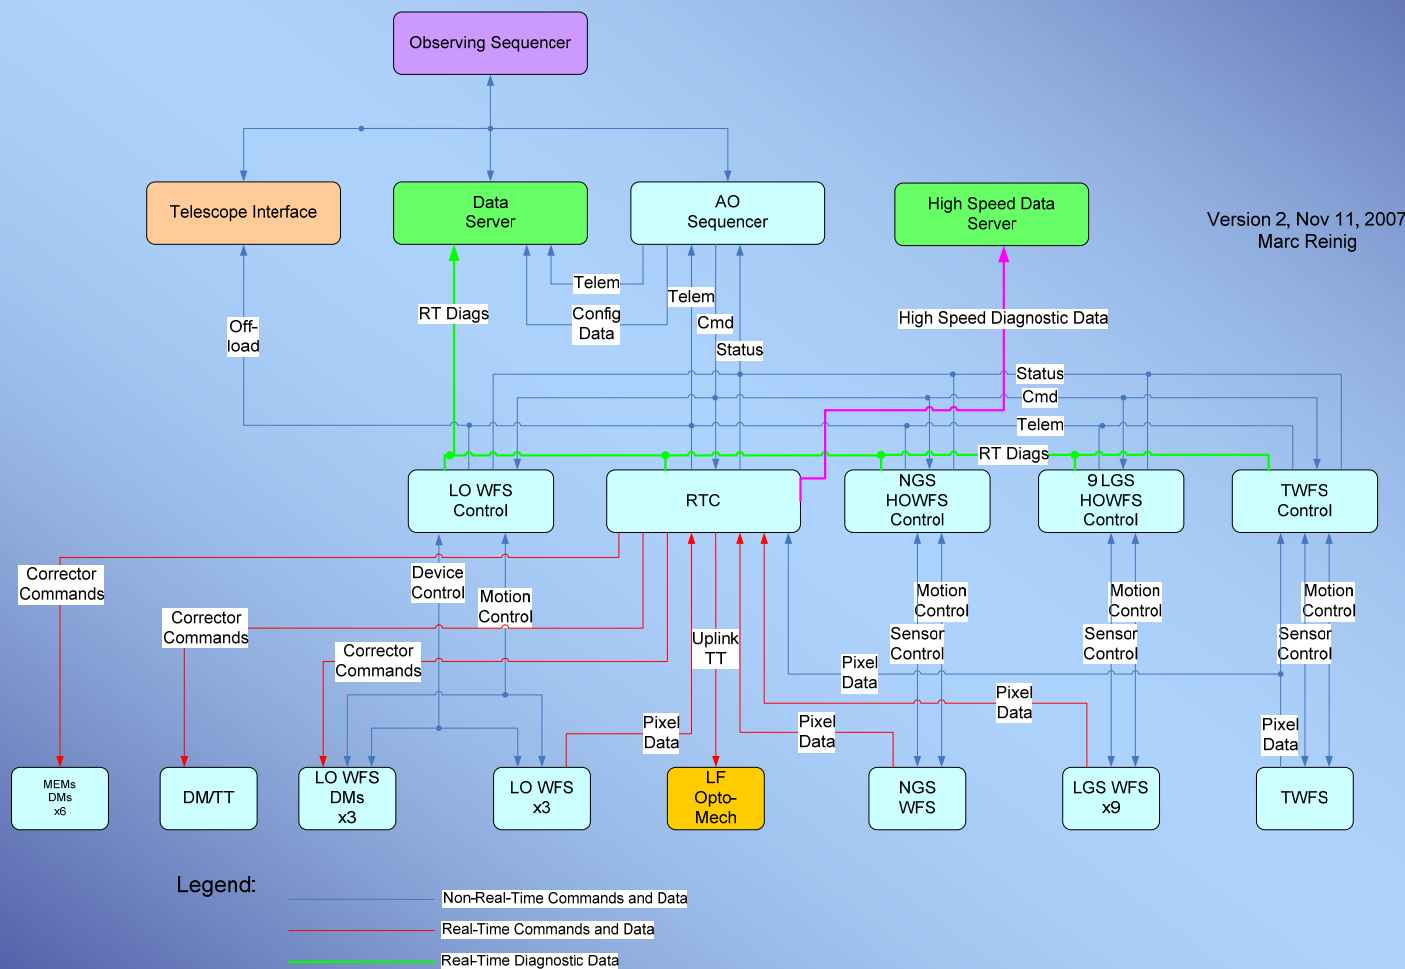 Observing Sequencer
Telescope Interface
Data
Server
AO
Sequencer
High Speed Data
Server
Version 2, Nov 11, 2007
Marc Reinig
Telem
Telem
RT Diags
Config
Data
Cmd
High Speed Diagnostic Data
Off-
load
Status
Status
Cmd
Telem
RT Diags
LO WFS
Control
RTC
NGS
HOWFS
Control
9 LGS
HOWFS
Control
TWFS
Control
Corrector
Commands
Device
Control
Motion
Control
Motion
Control
Motion
Control
Motion
Control
Corrector
Commands
Uplink
TT
Sensor
Control
Sensor
Control
Sensor
Control
Corrector
Commands
Pixel
Data
Pixel
Data
Pixel
Data
Pixel
Data
Pixel
Data
MEMs
DMs
x6
DM/TT
LO WFS
DMs
x3
LO WFS
x3
LF
Opto-
Mech
NGS
WFS
LGS WFS
x9
TWFS
Legend:
Non-Real-Time Commands and Data
Real-Time Commands and Data
Real-Time Diagnostic Data